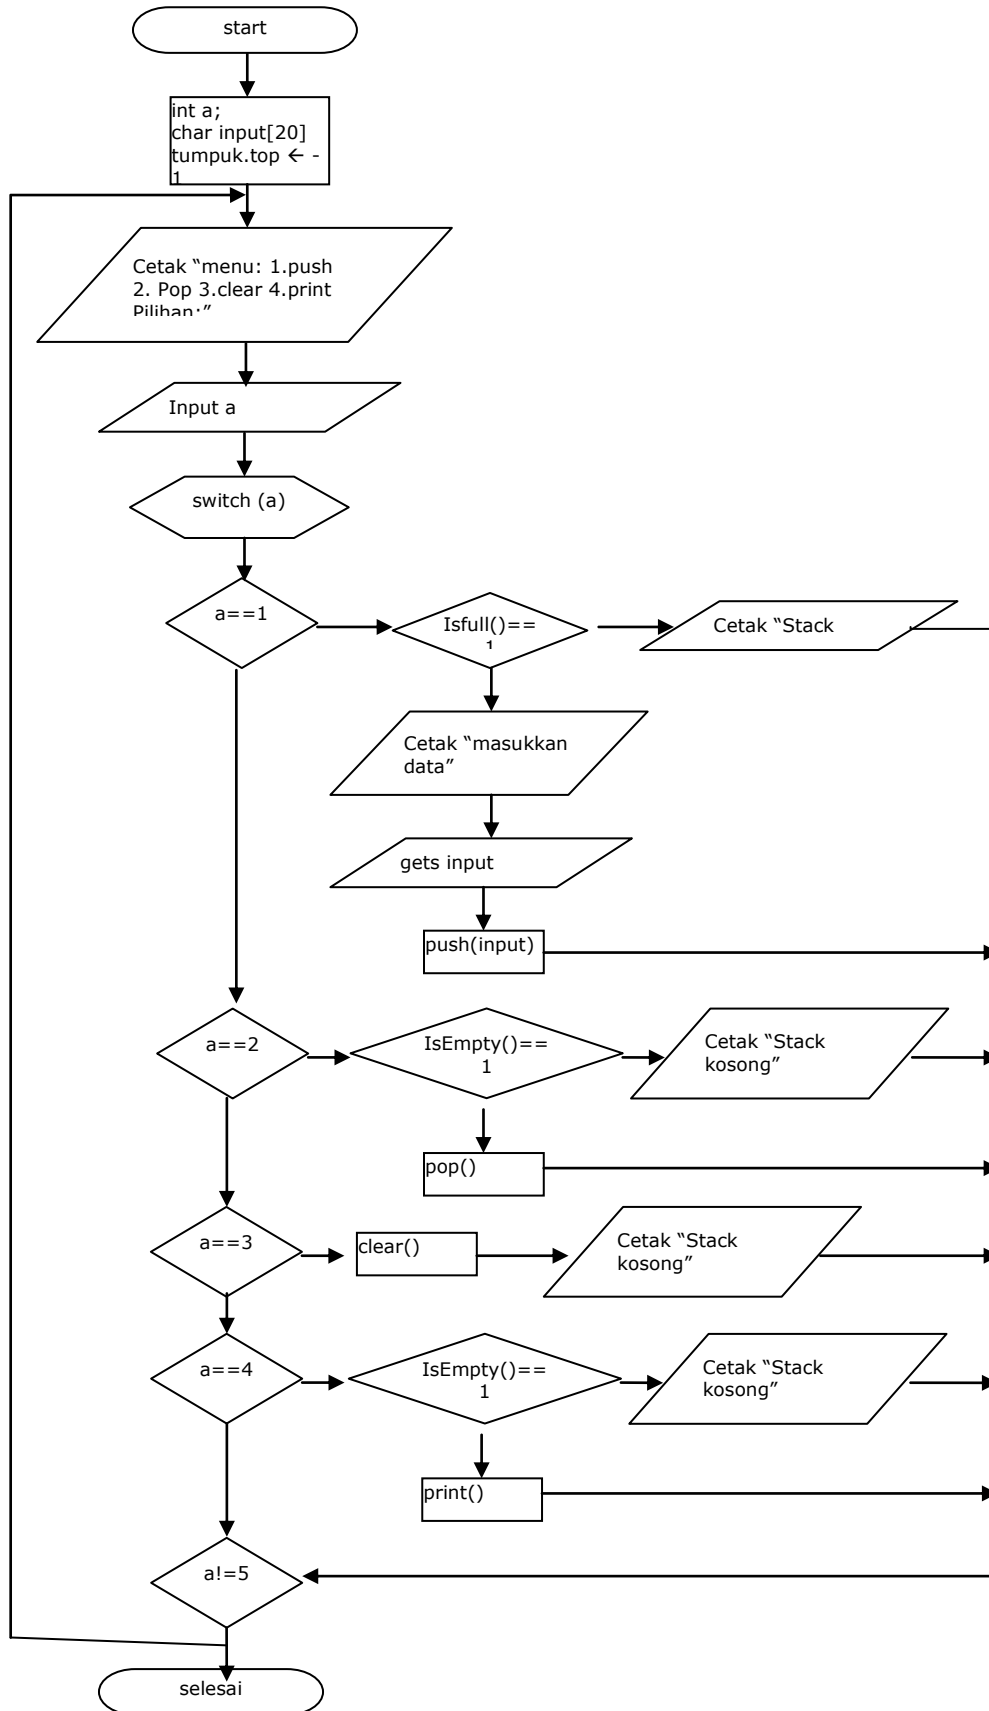 start
int a;
char input[20]
tumpuk.top ← -
1
Cetak “menu: 1.push
2. Pop 3.clear 4.print
Pilihan:”
Input a
switch (a)
a==1
Isfull()==
1
Cetak “Stack
Cetak “masukkan
data”
gets input
push(input)
a==2
IsEmpty()==
1
Cetak “Stack
kosong”
pop()
a==3
clear()
Cetak “Stack
kosong”
a==4
IsEmpty()==
1
Cetak “Stack
kosong”
print()
a!=5
selesai